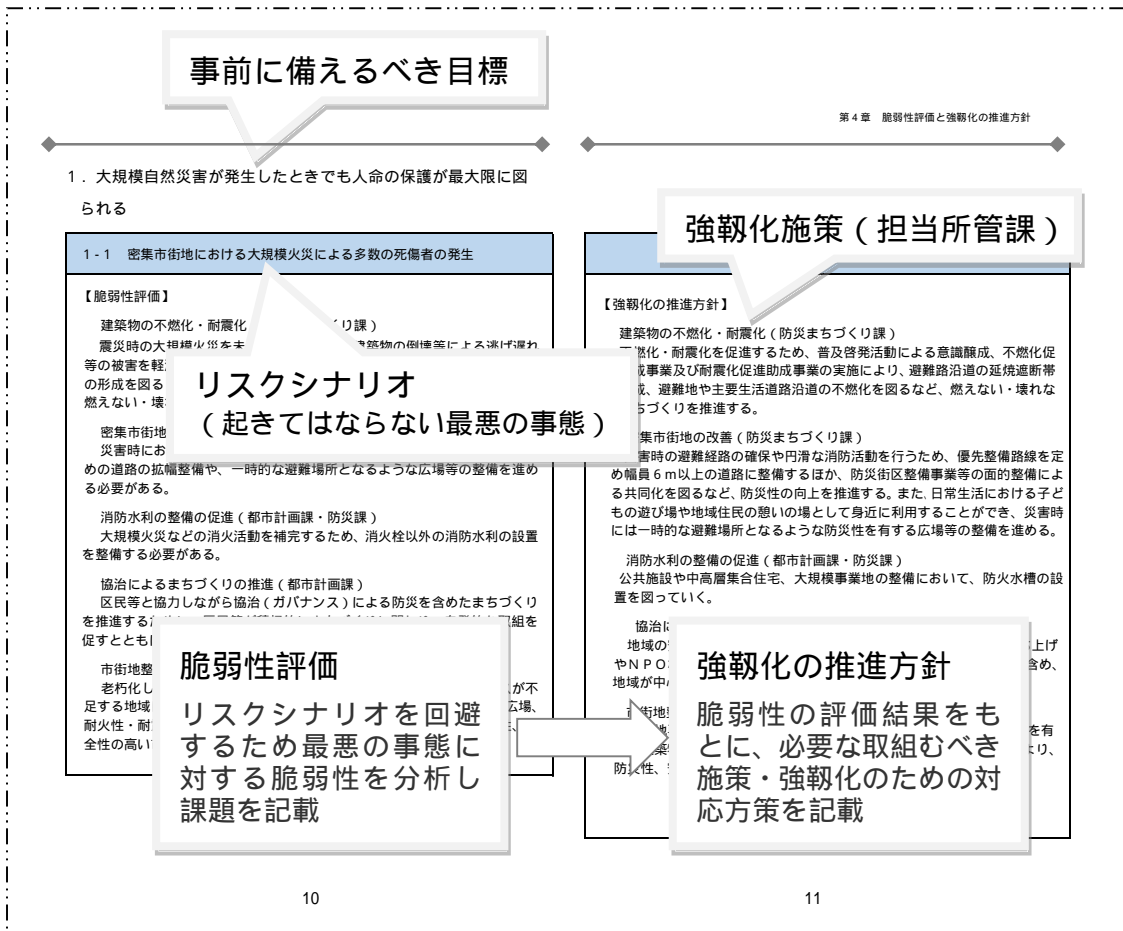 事前に備えるべき目標
第4章 脆弱性評価と強靱化の推進方針
1．大規模自然災害が発生したときでも人命の保護が最大限に図
られる
1-1 密集市街地における大規模火災による多数の死傷者の発生
【脆弱性評価】
建築物の不燃化・耐震化
くり課）
震災時の大規模火災を未
建築物の倒壊等による逃げ遅れ
等の被害を軽
の形成を図る
燃えない・壊
リスクシナリオ
（起きてはならない最悪の事態）
密集市街地
災害時にお
めの道路の拡幅整備や、一時的な避難場所となるような広場等の整備を進め
る必要がある。
消防水利の整備の促進（都市計画課・防災課）
大規模火災などの消火活動を補完するため、消火栓以外の消防水利の設置
を整備する必要がある。
協治によるまちづくりの推進（都市計画課）
区民等と協力しながら協治（ガバナンス）による防災を含めたまちづくり
を推進する
取組を
促すととも
市街地整
老朽化し
が不
足する地域
広場、
耐火性・耐
全性の高い
脆弱性評価
リスクシナリオを回避
するため最悪の事態に
対する脆弱性を分析し
課題を記載
10
強靱化施策（担当所管課）
【強靱化の推進方針】
建築物の不燃化・耐震化（防災まちづくり課）
不燃化・耐震化を促進するため、普及啓発活動による意識醸成、不燃化促
成事業及び耐震化促進助成事業の実施により、避難路沿道の延焼遮断帯
成、避難地や主要生活道路沿道の不燃化を図るなど、燃えない・壊れな
ちづくりを推進する。
集市街地の改善（防災まちづくり課）
害時の避難経路の確保や円滑な消防活動を行うため、優先整備路線を定
め幅員6m以上の道路に整備するほか、防災街区整備事業等の面的整備によ
る共同化を図るなど、防災性の向上を推進する。また、日常生活における子ど
もの遊び場や地域住民の憩いの場として身近に利用することができ、災害時
には一時的な避難場所となるような防災性を有する広場等の整備を進める。
消防水利の整備の促進（都市計画課・防災課）
公共施設や中高層集合住宅、大規模事業地の整備において、防火水槽の設
置を図っていく。
協治に
地域の
上げ
やNPO
含め、
地域が中
街地
を有
より、
防災性、
強靱化の推進方針
脆弱性の評価結果をも
とに、必要な取組むべき
施策・強靱化のための対
応方策を記載
11